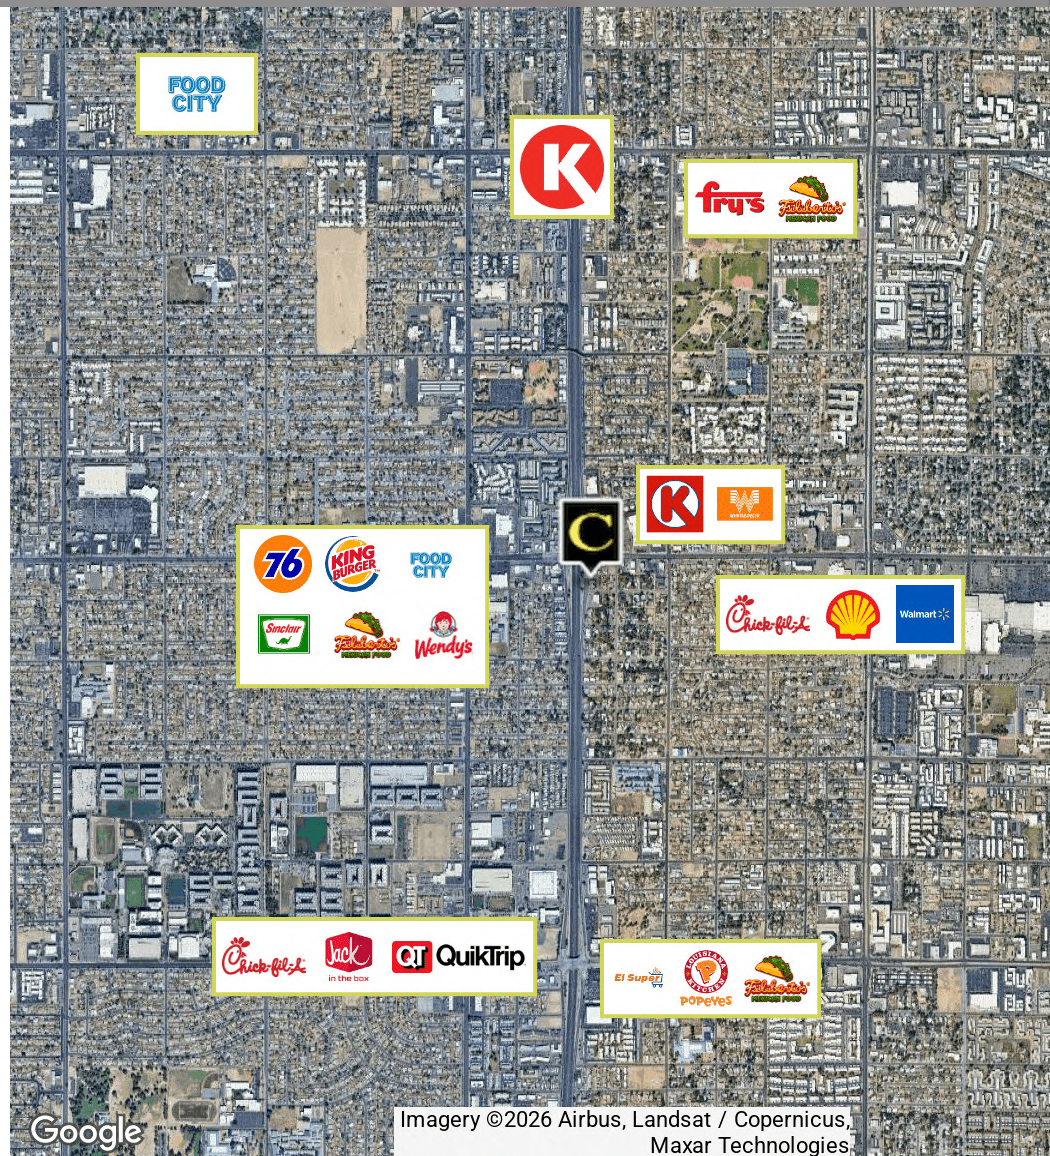 FOOD
CITY
K
fry's
Filiberto's
MEXICAN FOOD
K
W
WHATABURGER
C
76
BURGER
KING
FOOD
CITY
Sinclair
Filiberto's
MEXICAN FOOD
Wendy's
Chick-fil-A
Walmart
Chick-fil-A
Jack
in the box
QT QuikTrip
El Super
LOUISIANA
KITCHEN
P
POPEYES
Filiberto's
MEXICAN FOOD
Google
Imagery ©2026 Airbus, Landsat / Copernicus,
Maxar Technologies